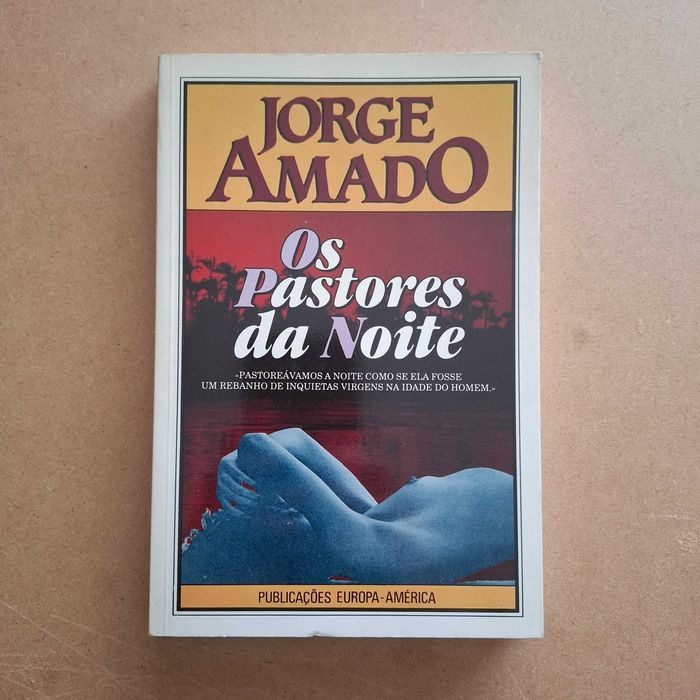 JORGE
AMADO
Os
Pastores
da Noite
«PASTOREÁVAMOS A NOITE COMO SE ELA FOSSE
UM REBANHO DE INQUIETAS VIRGENS NA IDADE DO HOMEM.»
PUBLICAÇÕES EUROPA-AMÉRICA